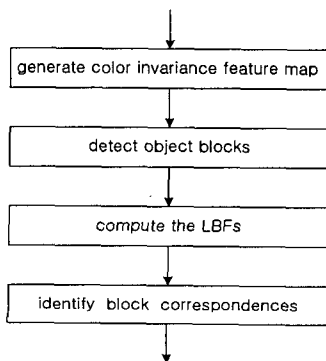 generate color invariance feature map
detect object blocks
compute the LBFs
identify block correspondences